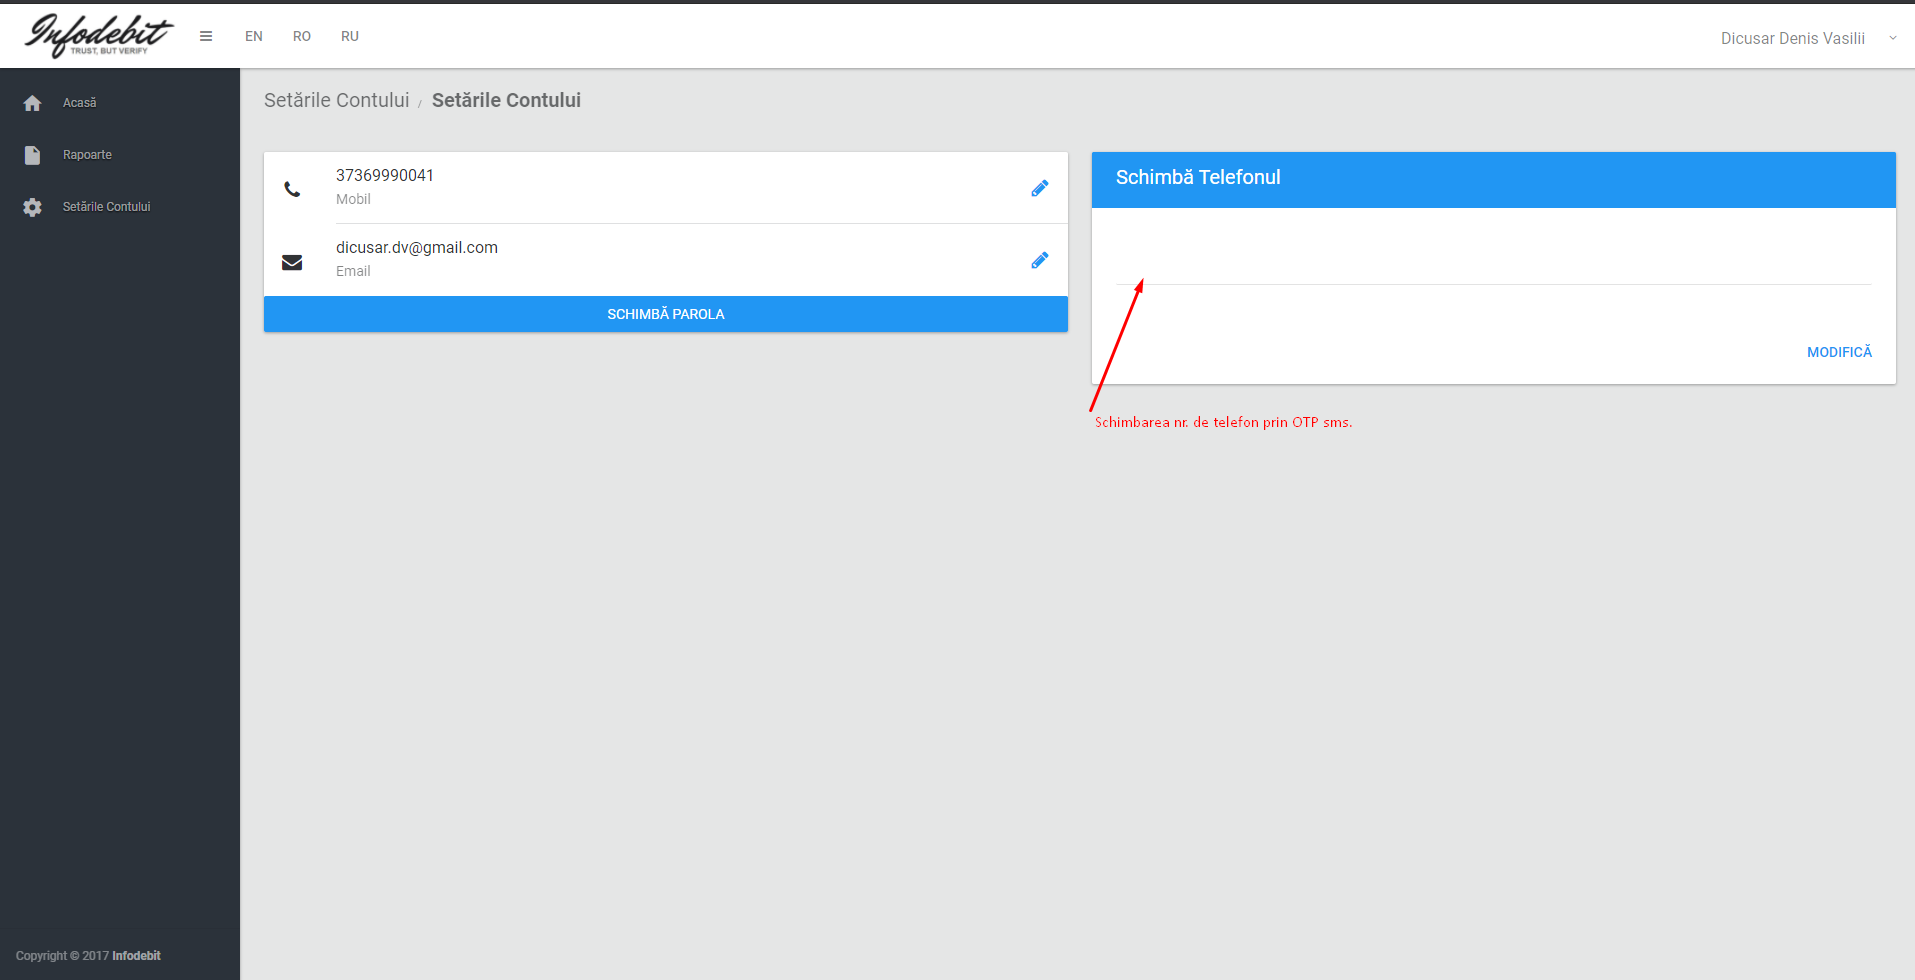 Infodebit
TRUST, BUT VERIFY
EN RO RU
Dicusar Denis Vasilii
Acasă
Rapoarte
Setările Contului
Setările Contului / Setările Contului
37369990041
Mobil
dicusar.dv@gmail.com
Email
SCHIMBĂ PAROLA
Schimbă Telefonul
MODIFICĂ
Schimbarea nr. de telefon prin OTP sms.
Copyright © 2017 Infodebit